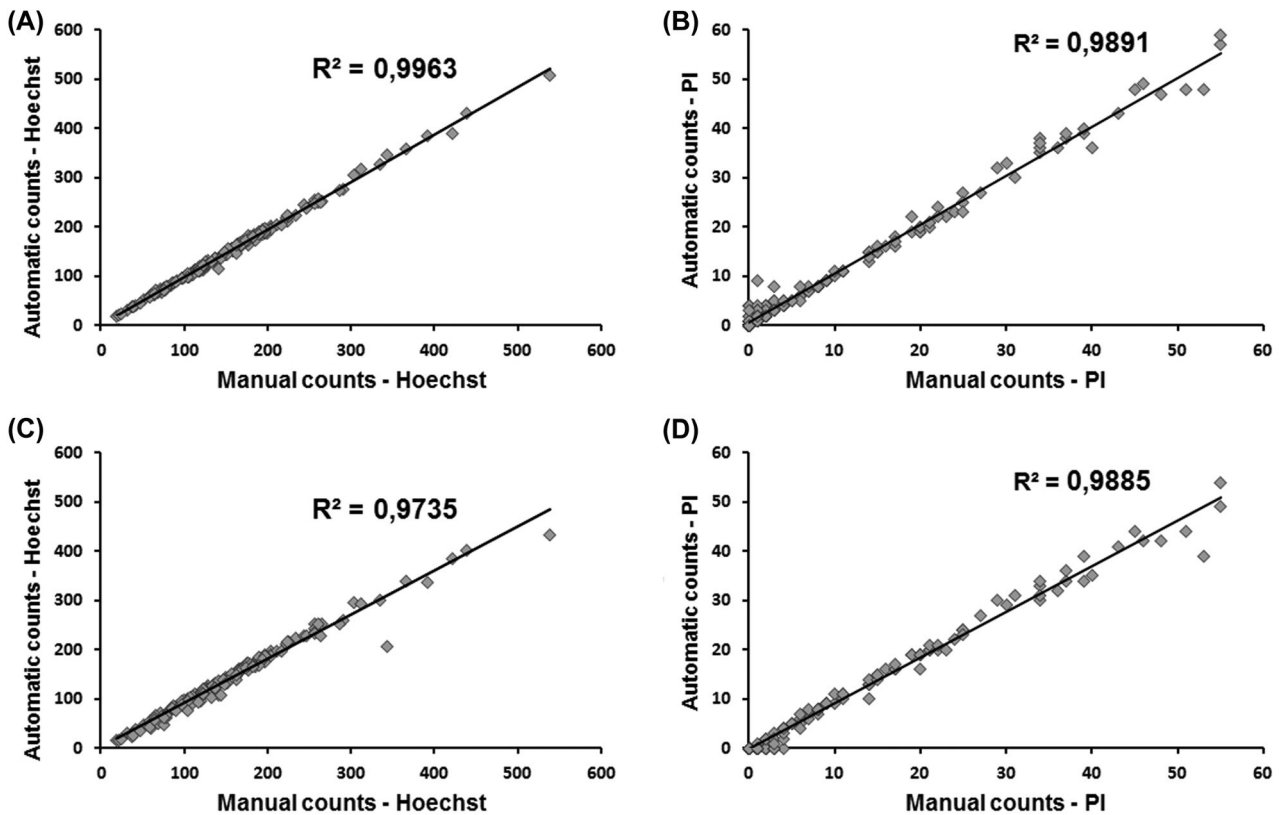 (A)
R² = 0,9963
Automatic counts - Hoechst
600
500
400
300
200
100
0
0 100 200 300 400 500 600
Manual counts - Hoechst
(B)
R² = 0,9891
Automatic counts - PI
60
50
40
30
20
10
0
0 10 20 30 40 50 60
Manual counts - PI
(C)
R² = 0,9735
Automatic counts - Hoechst
600
500
400
300
200
100
0
0 100 200 300 400 500 600
Manual counts - Hoechst
(D)
R² = 0,9885
Automatic counts - PI
60
50
40
30
20
10
0
0 10 20 30 40 50 60
Manual counts - PI